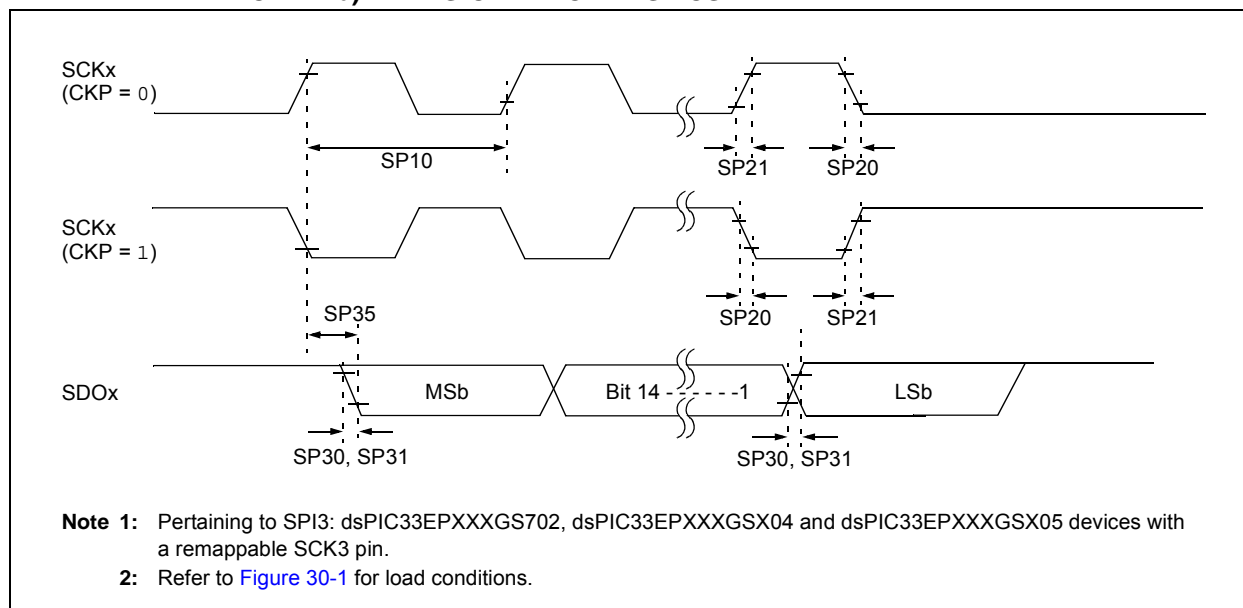 SCKx
(CKP = 0)
SP10
SP21
SP20
SCKx
(CKP = 1)
SP35
SP20
SP21
SDOx
MSb
Bit 14 - - - - - -1
LSb
SP30, SP31
SP30, SP31
Note 1: Pertaining to SPI3: dsPIC33EPXXXGS702, dsPIC33EPXXXGSX04 and dsPIC33EPXXXGSX05 devices with
a remappable SCK3 pin.
2: Refer to Figure 30-1 for load conditions.